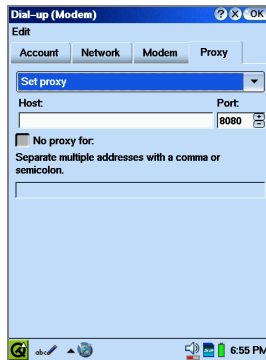 Dial-up (Modem) ? X OK
Edit
Account Network Modem Proxy
Set proxy
Host: Port:
8080
No proxy for:
Separate multiple addresses with a comma or
semicolon.
abc 6:55 PM